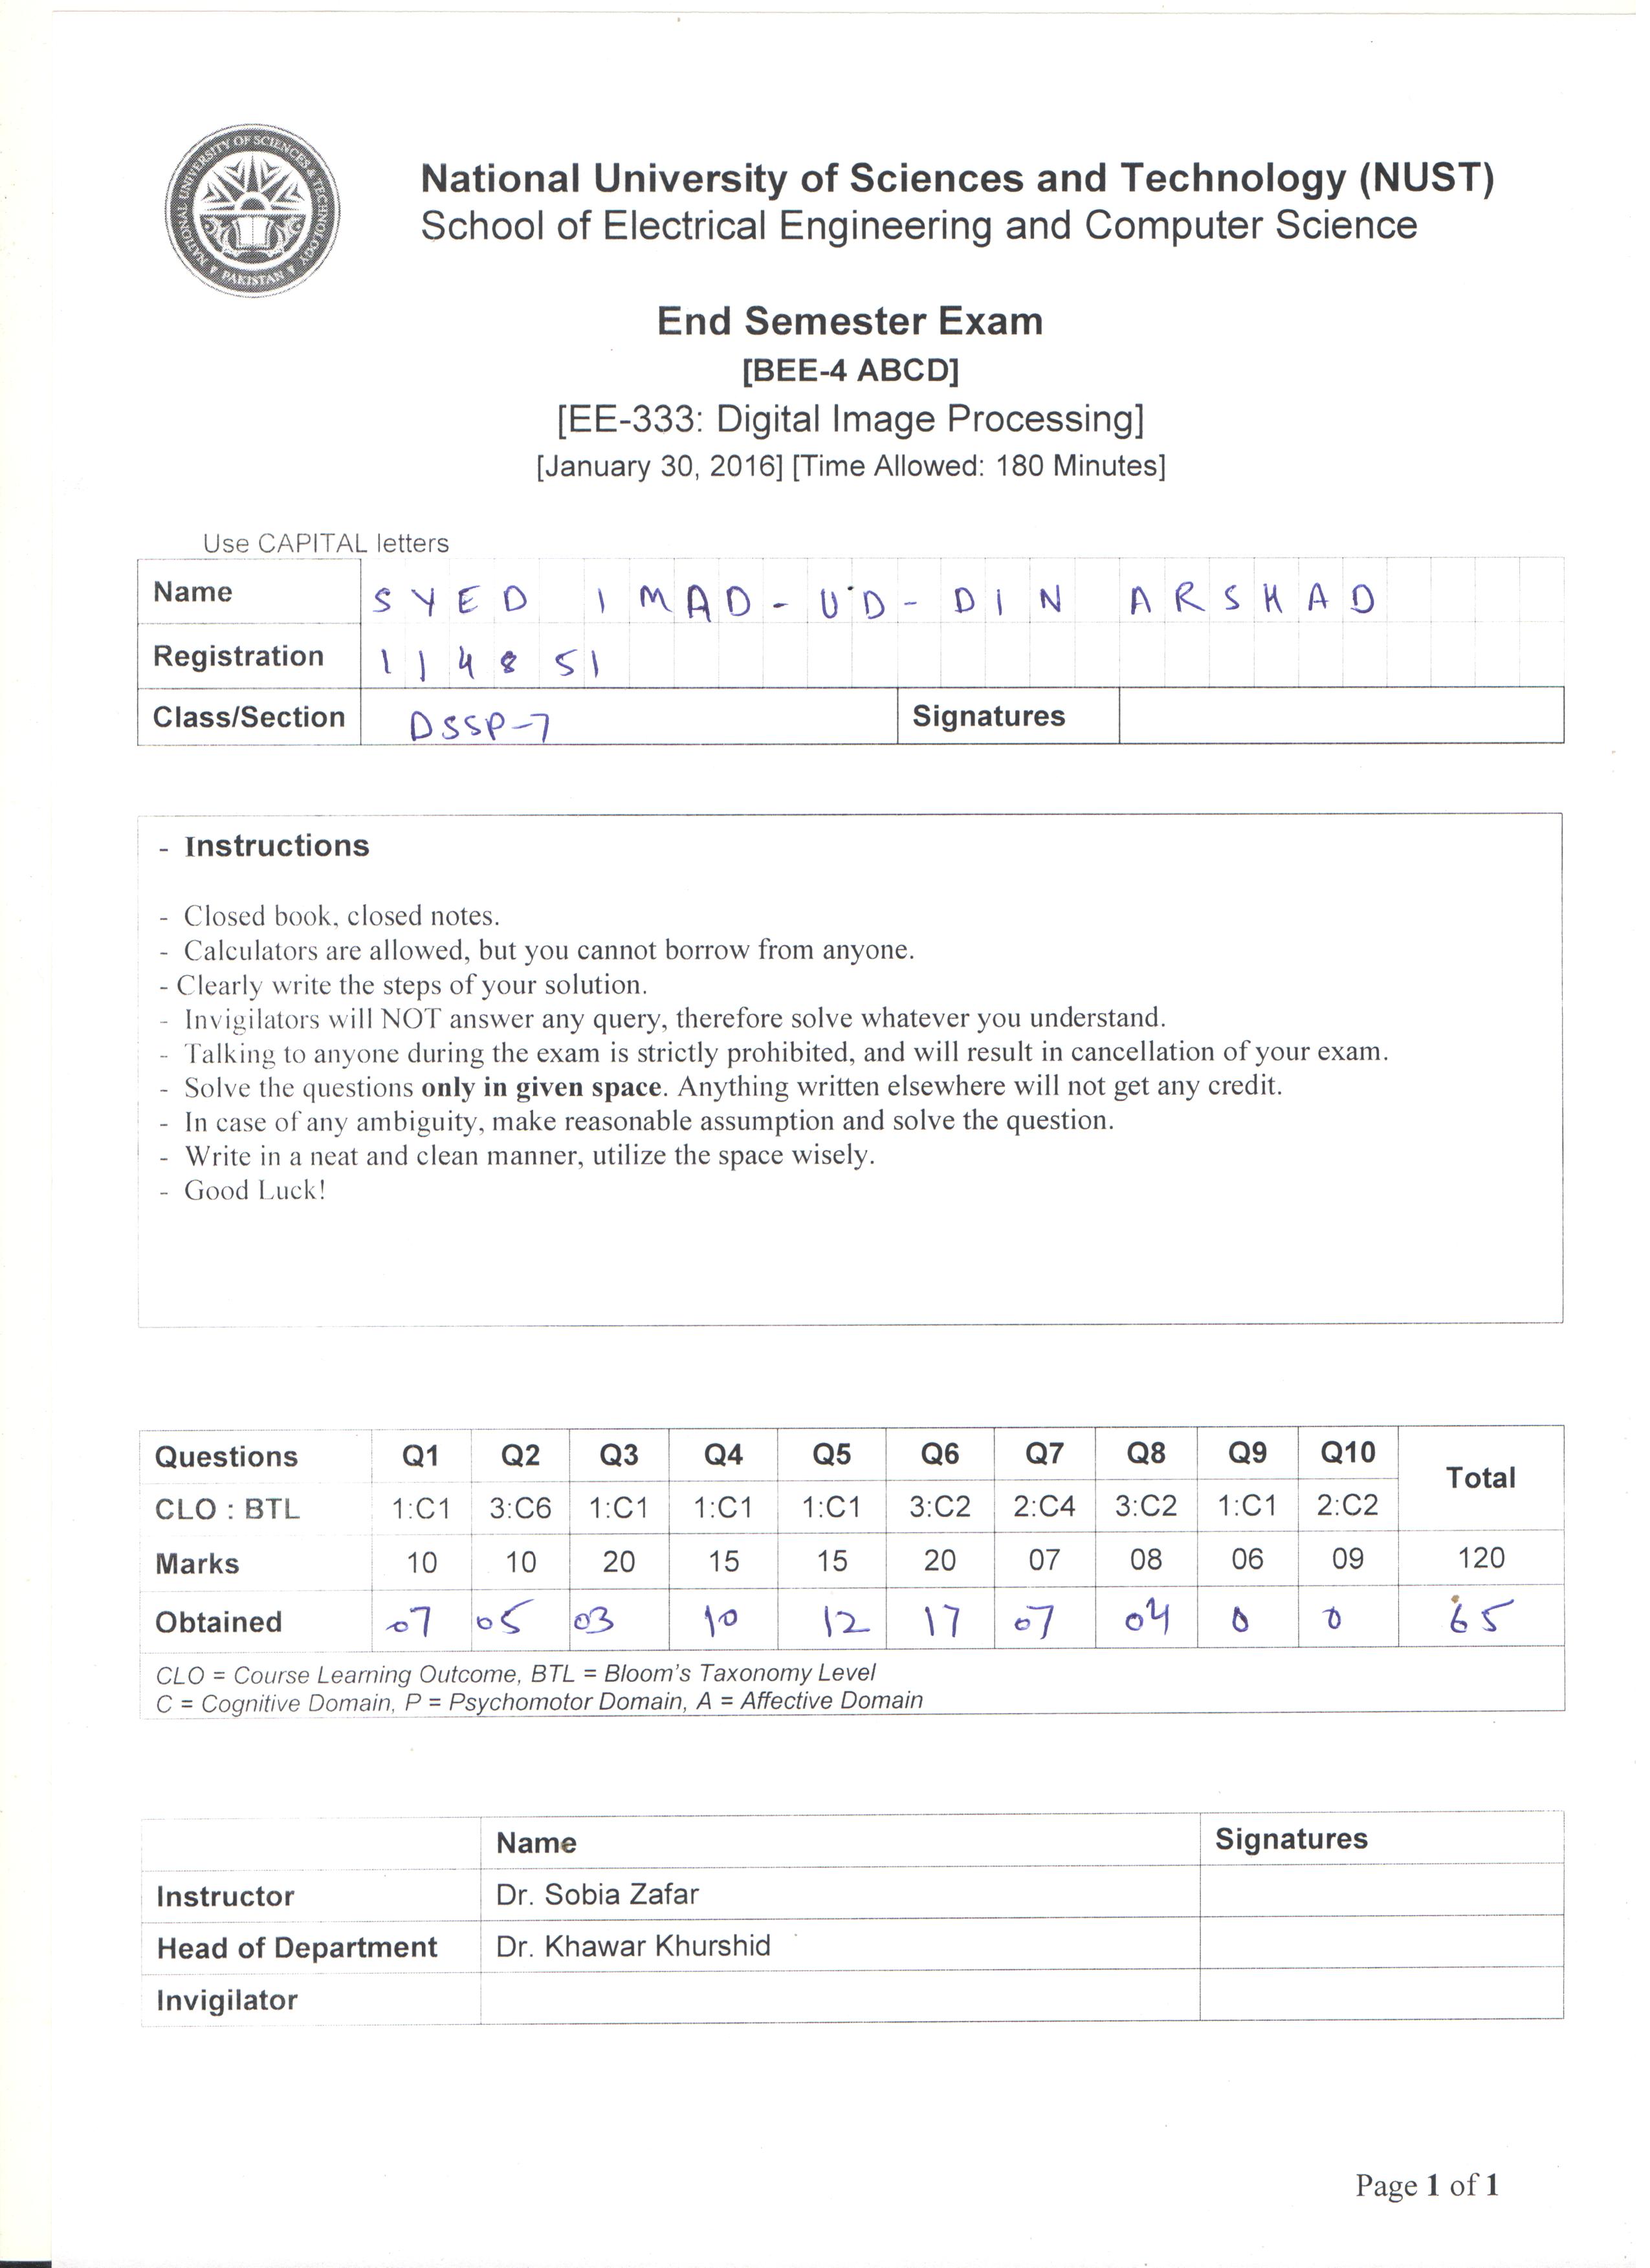 NATIONAL UNIVERSITY OF SCIENCES & TECHNOLOGY
PAKISTAN
National University of Sciences and Technology (NUST)
School of Electrical Engineering and Computer Science
End Semester Exam
[BEE-4 ABCD]
[EE-333: Digital Image Processing]
[January 30, 2016] [Time Allowed: 180 Minutes]
Use CAPITAL letters
Name SYED IMAD-UD-DIN ARSHAD
Registration 114851
Class/Section DSSP-7 Signatures
- Instructions
- Closed book, closed notes.
- Calculators are allowed, but you cannot borrow from anyone.
- Clearly write the steps of your solution.
- Invigilators will NOT answer any query, therefore solve whatever you understand.
- Talking to anyone during the exam is strictly prohibited, and will result in cancellation of your exam.
- Solve the questions only in given space. Anything written elsewhere will not get any credit.
- In case of any ambiguity, make reasonable assumption and solve the question.
- Write in a neat and clean manner, utilize the space wisely.
- Good Luck!
Questions Q1 Q2 Q3 Q4 Q5 Q6 Q7 Q8 Q9 Q10 Total
CLO : BTL 1:C1 3:C6 1:C1 1:C1 1:C1 3:C2 2:C4 3:C2 1:C1 2:C2
Marks 10 10 20 15 15 20 07 08 06 09 120
Obtained 07 05 03 10 12 17 07 04 0 0 65
CLO = Course Learning Outcome, BTL = Bloom's Taxonomy Level
C = Cognitive Domain, P = Psychomotor Domain, A = Affective Domain
Name Signatures
Instructor Dr. Sobia Zafar
Head of Department Dr. Khawar Khurshid
Invigilator
Page 1 of 1